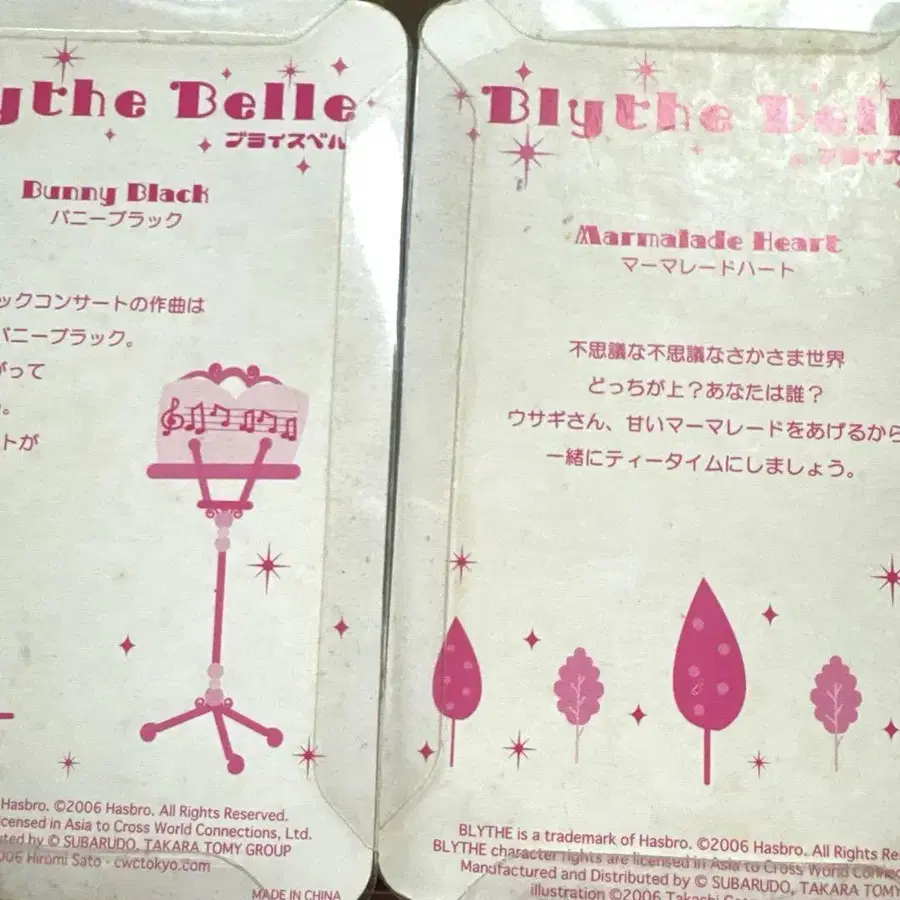 ythe Belle
ブライスベル
Bunny Black
バニーブラック
ックコンサートの作曲は
バニーブラック。
がって
。
トが
Hasbro. ©2006 Hasbro. All Rights Reserved.
icensed in Asia to Cross World Connections, Ltd.
uted by © SUBARUDO, TAKARA TOMY GROUP
006 Hiromi Sato · cwctokyo.com
MADE IN CHINA
Blythe Bell
ブライス
Marmalade Heart
マーマレードハート
不思議な不思議なさかさま世界
どっちが上?あなたは誰?
ウサギさん、甘いマーマレードをあげるから
一緒にティータイムにしましょう。
BLYTHE is a trademark of Hasbro. ©2006 Hasbro. All Rights Re
BLYTHE character rights are licensed in Asia to Cross World Connec
Manufactured and Distributed by © SUBARUDO, TAKARA TOMY
illustration ©2006 Takashi